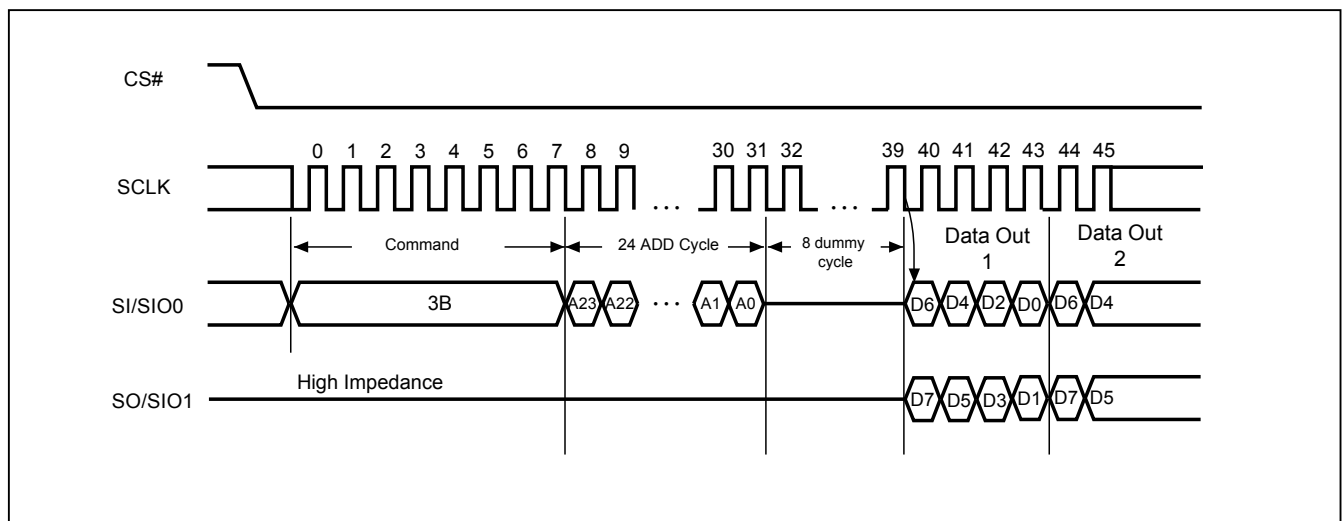 CS#
0 1 2 3 4 5 6 7 8 9 30 31 32 39 40 41 42 43 44 45
SCLK
... ...
Command 24 ADD Cycle 8 dummy cycle Data Out 1 Data Out 2
SI/SIO0 3B A23 A22 ... A1 A0 D6 D4 D2 D0 D6 D4
High Impedance
SO/SIO1 D7 D5 D3 D1 D7 D5